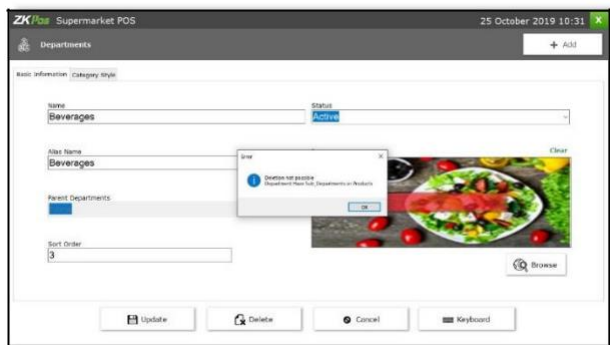 ZKPos Supermarket POS
25 October 2019 10:31 X
Departments
+ Add
Basic Information Category Style
Name
Status
Beverages
Active
Alias Name
Clear
Beverages
Error
Deletion not possible
Department Have Sub_Departments or Products
OK
Parent Departments
Sort Order
3
Browse
Update
Delete
Cancel
Keyboard